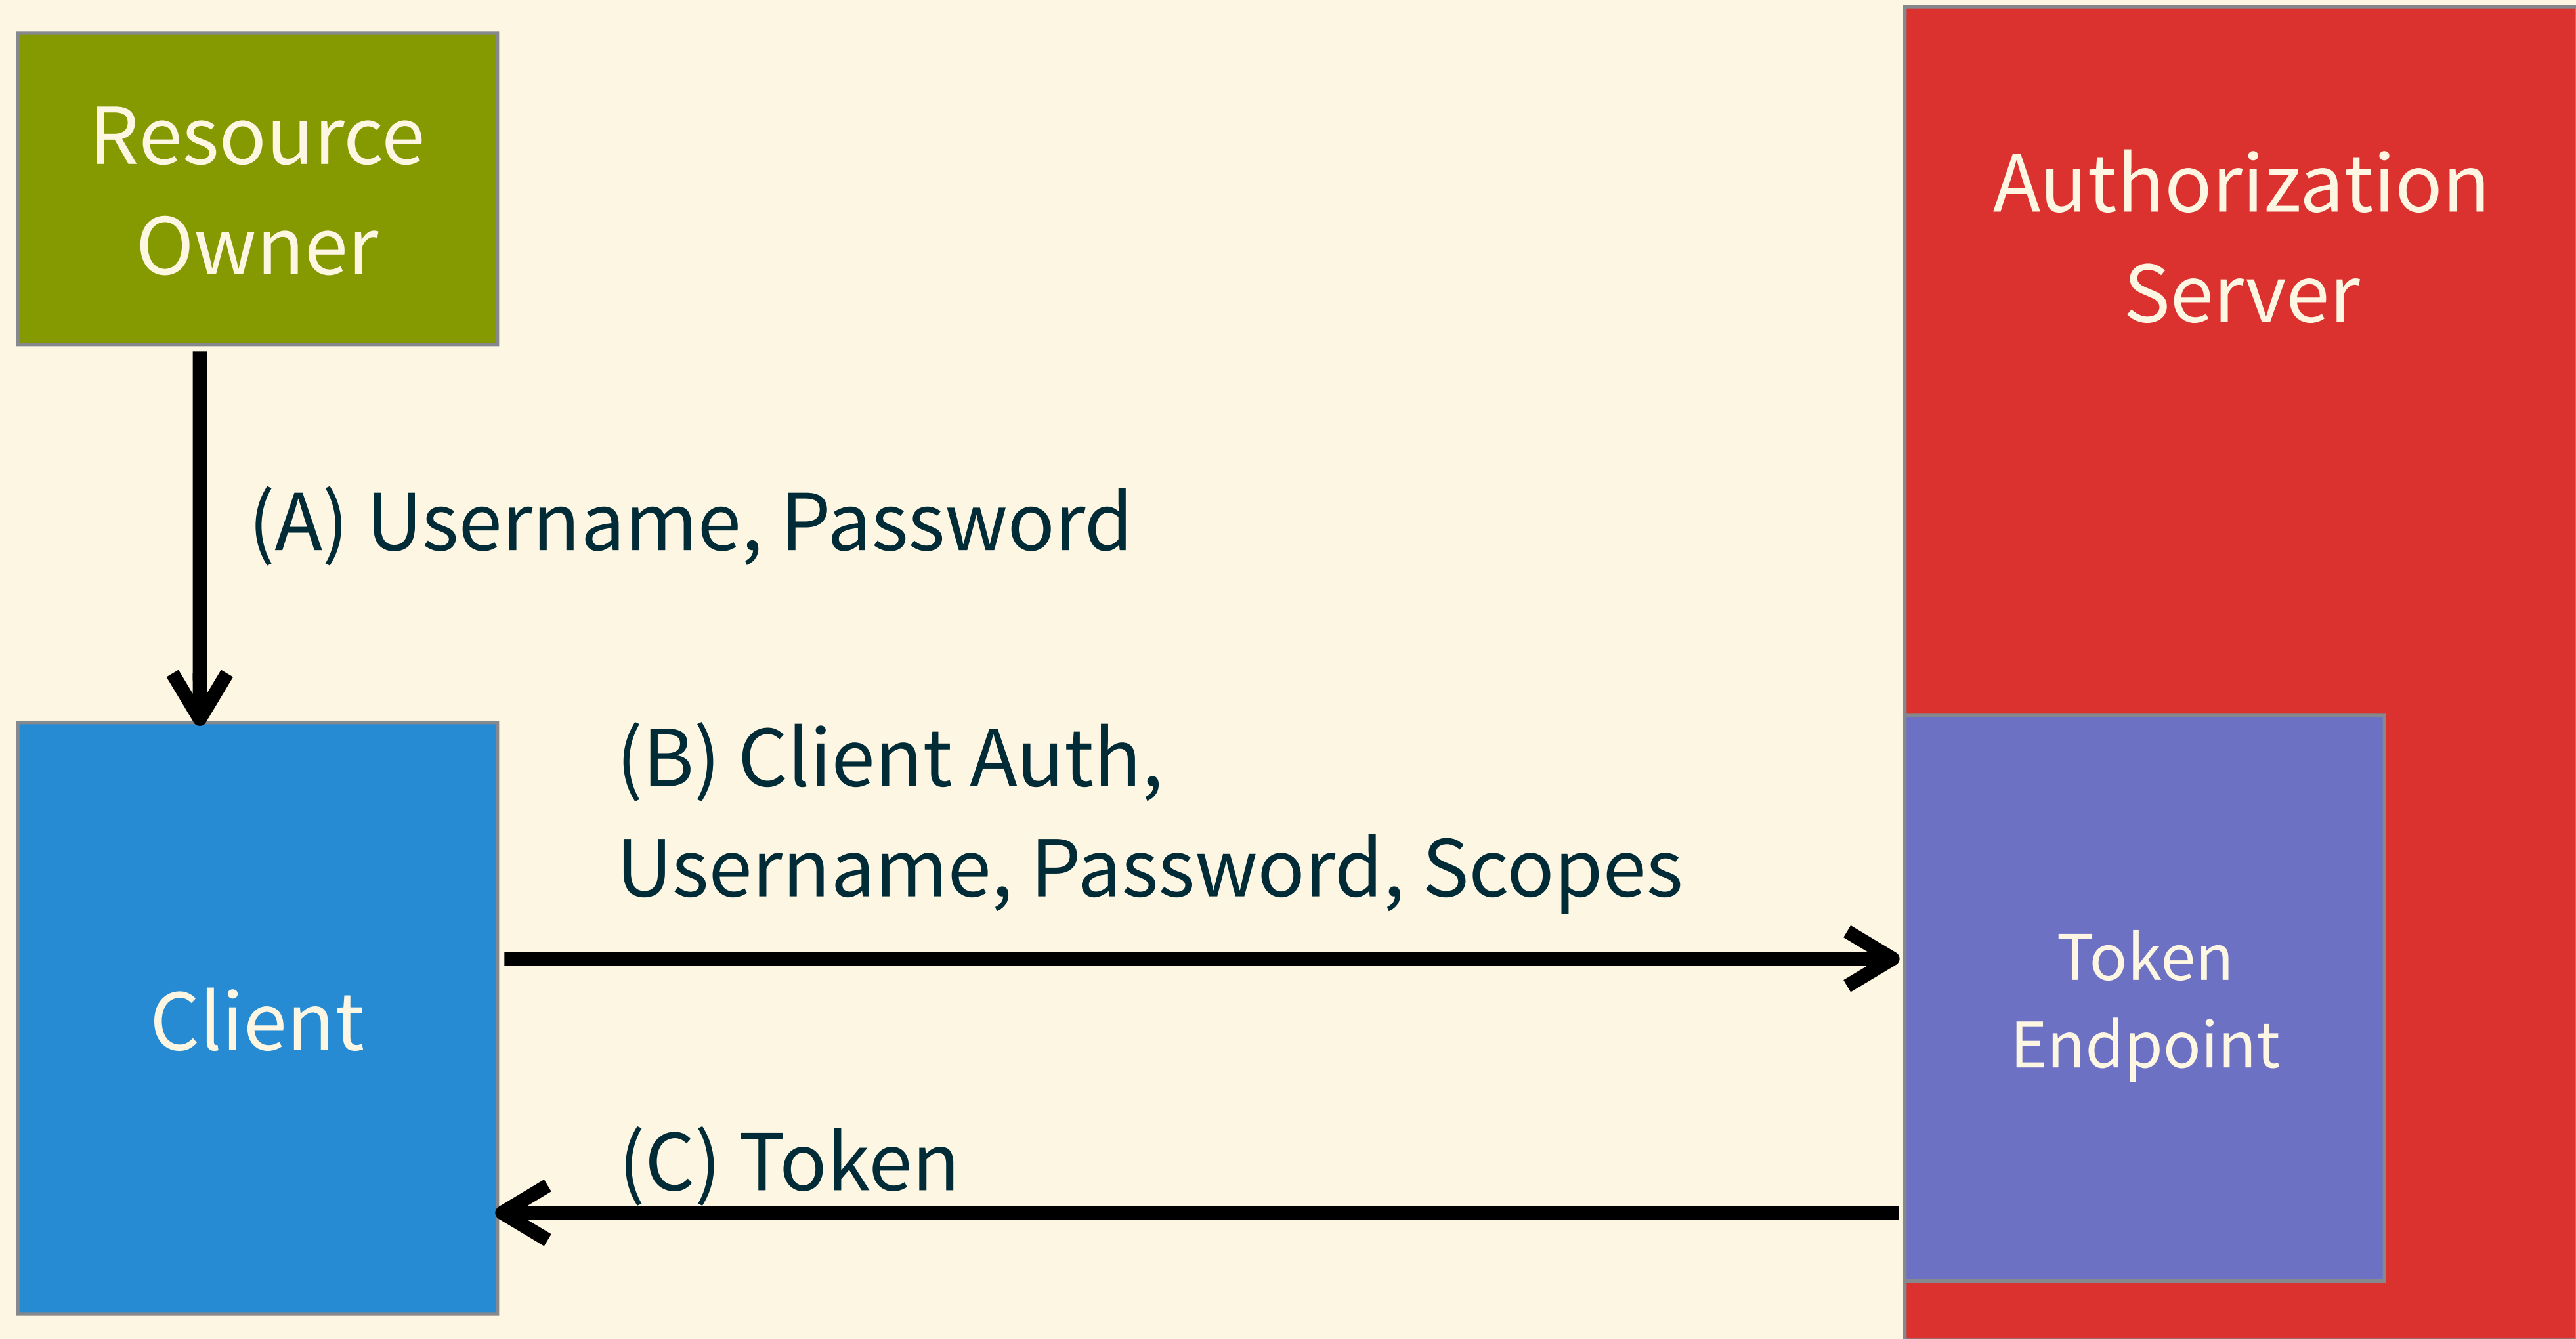 Resource
Owner
Authorization
Server
(A) Username, Password
(B) Client Auth,
Username, Password, Scopes
Client
Token
Endpoint
(C) Token